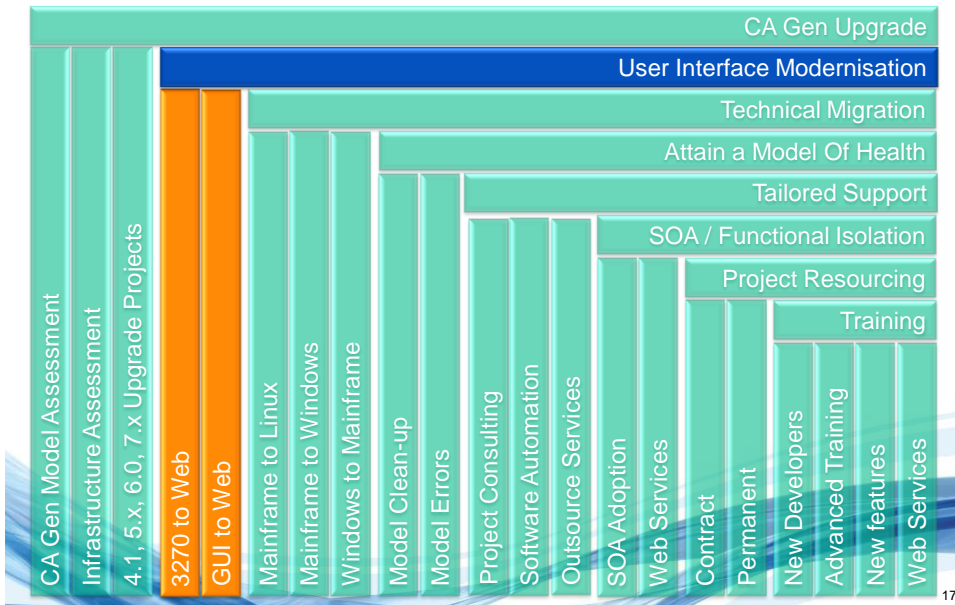 CA Gen Upgrade
User Interface Modernisation
Technical Migration
Attain a Model Of Health
Tailored Support
SOA / Functional Isolation
Project Resourcing
Training
CA Gen Model Assessment
Infrastructure Assessment
4.1, 5.x, 6.0, 7.x Upgrade Projects
3270 to Web
GUI to Web
Mainframe to Linux
Mainframe to Windows
Windows to Mainframe
Model Clean-up
Model Errors
Project Consulting
Software Automation
Outsource Services
SOA Adoption
Web Services
Contract
Permanent
New Developers
Advanced Training
New features
Web Services
17